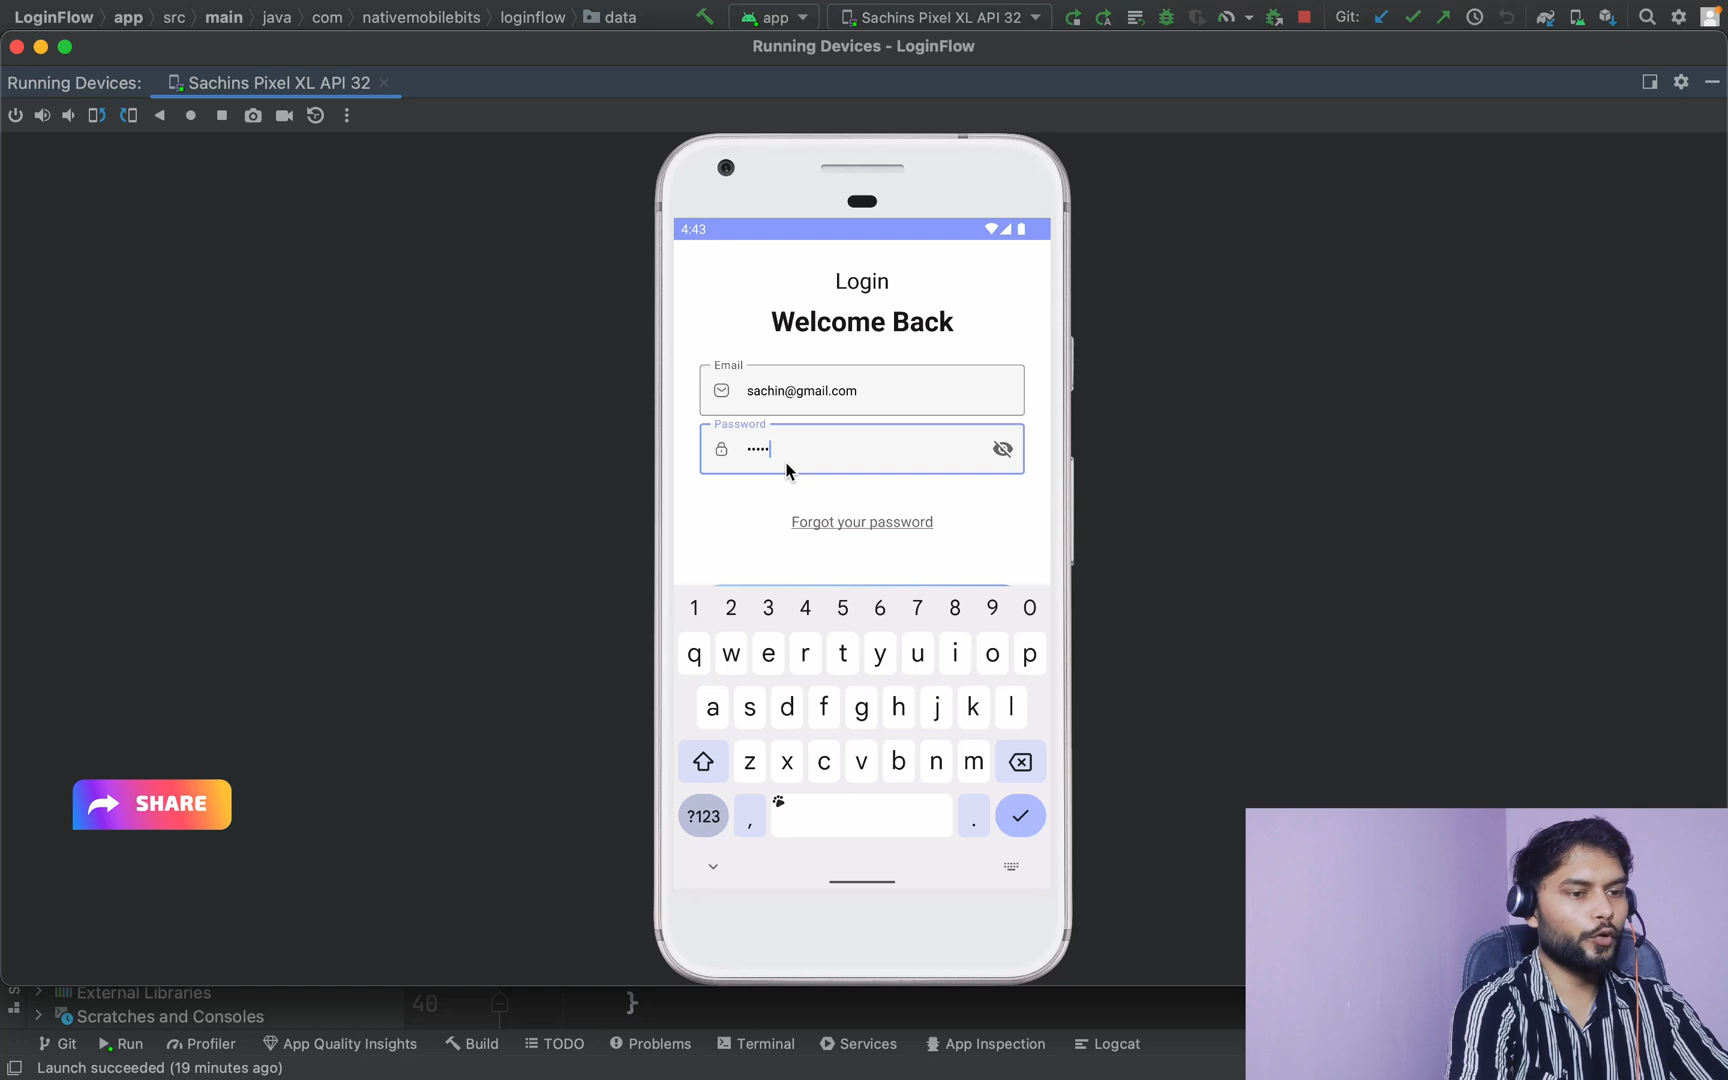 LoginFlow app src main java com nativemobilebits loginflow data app Sachins Pixel XL API 32 Git:
Running Devices - LoginFlow
Running Devices: Sachins Pixel XL API 32
4:43
Login
Welcome Back
Email
sachin@gmail.com
Password
•••••
Forgot your password
1 2 3 4 5 6 7 8 9 0
q w e r t y u i o p
a s d f g h j k l
z x c v b n m
?123 , .
SHARE
External Libraries
40 }
Scratches and Consoles
Git Run Profiler App Quality Insights Build TODO Problems Terminal Services App Inspection Logcat
Launch succeeded (19 minutes ago)